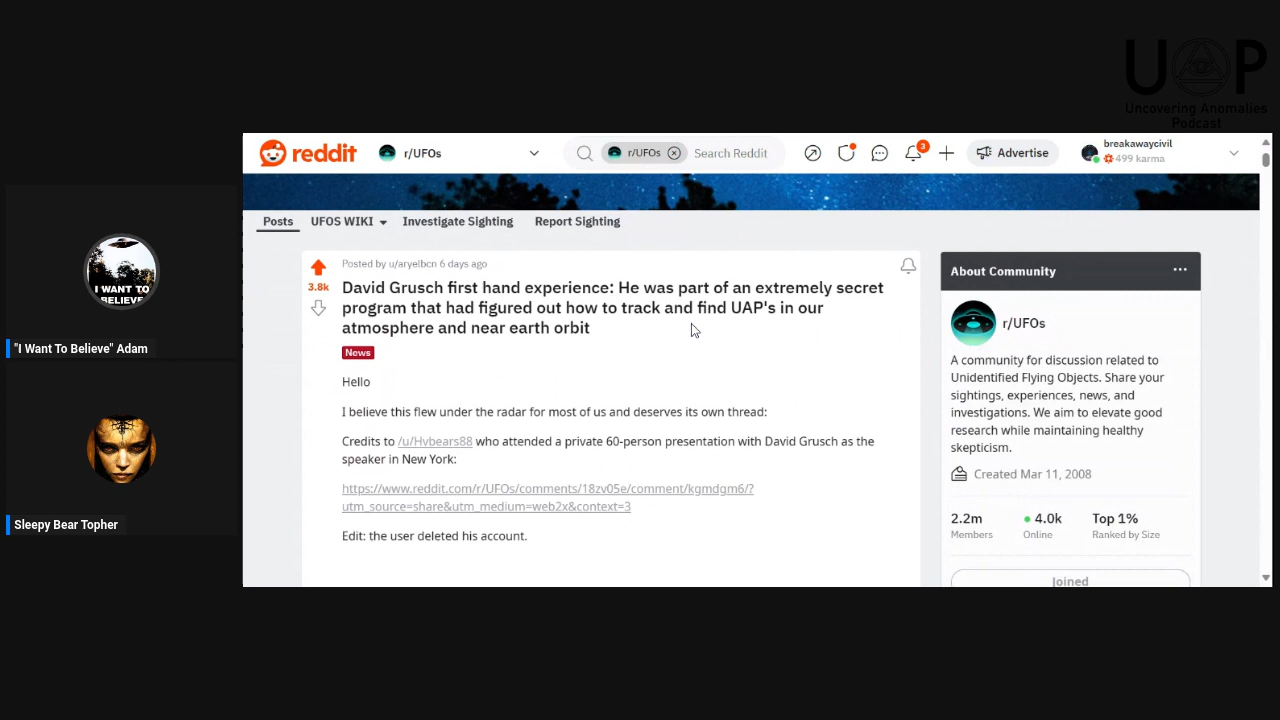 UAP
Uncovering Anomalies
Podcast
reddit
r/UFOs
r/UFOs
Search Reddit
3
Advertise
breakawaycivil
499 karma
Posts
UFOS WIKI
Investigate Sighting
Report Sighting
3.8k
Posted by u/aryelbcn 6 days ago
David Grusch first hand experience: He was part of an extremely secret
program that had figured out how to track and find UAP's in our
atmosphere and near earth orbit
News
Hello
I believe this flew under the radar for most of us and deserves its own thread:
Credits to /u/Hvbears88 who attended a private 60-person presentation with David Grusch as the
speaker in New York:
https://www.reddit.com/r/UFOs/comments/18zv05e/comment/kgmdgm6/?
utm_source=share&utm_medium=web2x&context=3
Edit: the user deleted his account.
About Community
r/UFOs
A community for discussion related to
Unidentified Flying Objects. Share your
sightings, experiences, news, and
investigations. We aim to elevate good
research while maintaining healthy
skepticism.
Created Mar 11, 2008
2.2m
Members
4.0k
Online
Top 1%
Ranked by Size
Joined
I WANT TO
BELIEVE
"I Want To Believe" Adam
Sleepy Bear Topher